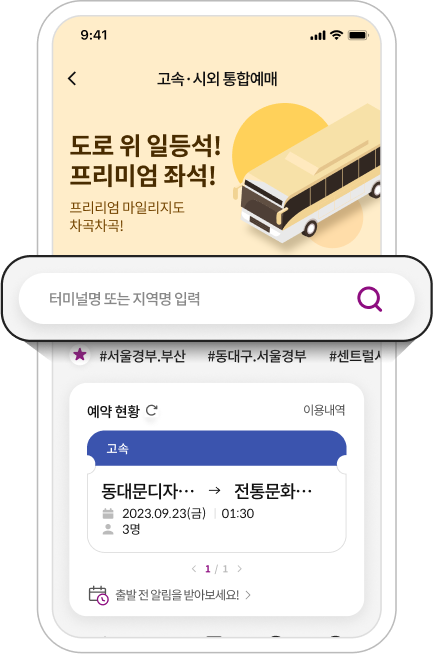 9:41
고속·시외 통합예매
도로 위 일등석!
프리미엄 좌석!
프리리엄 마일리지도
차곡차곡!
터미널명 또는 지역명 입력
#서울경부.부산 #동대구.서울경부 #센트럴시
예약 현황 이용내역
고속
동대문디자··· → 전통문화···
2023.09.23(금) | 01:30
3명
< 1 / 1 >
출발 전 알림을 받아보세요! >